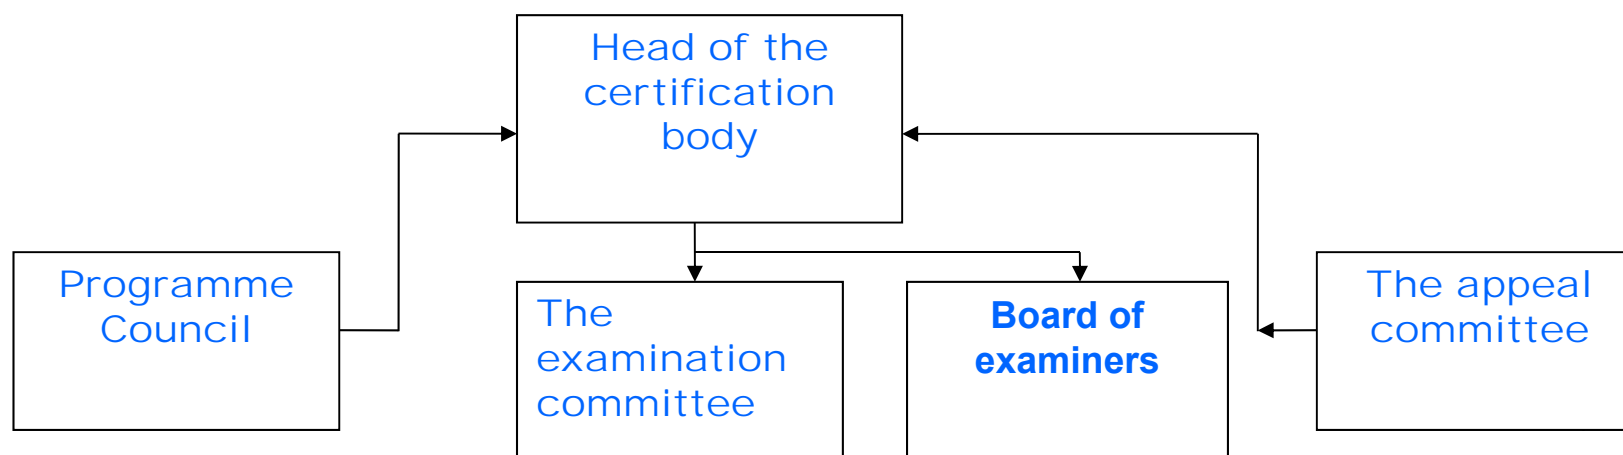 Head of the
certification
body
Programme
Council
The
examination
committee
Board of
examiners
The appeal
committee